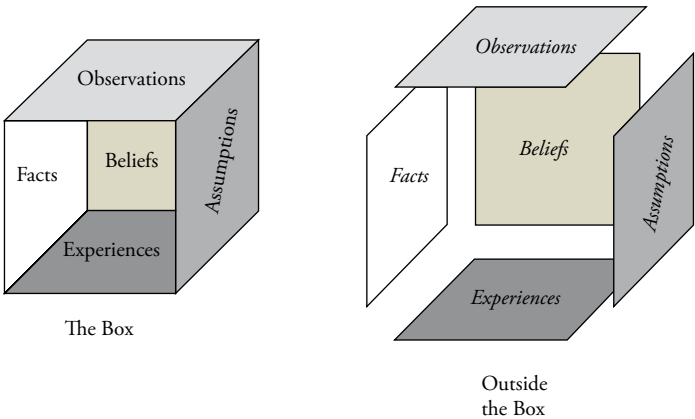 Observations
Facts
Beliefs
Assumptions
Experiences
The Box
Observations
Facts
Beliefs
Assumptions
Experiences
Outside
the Box